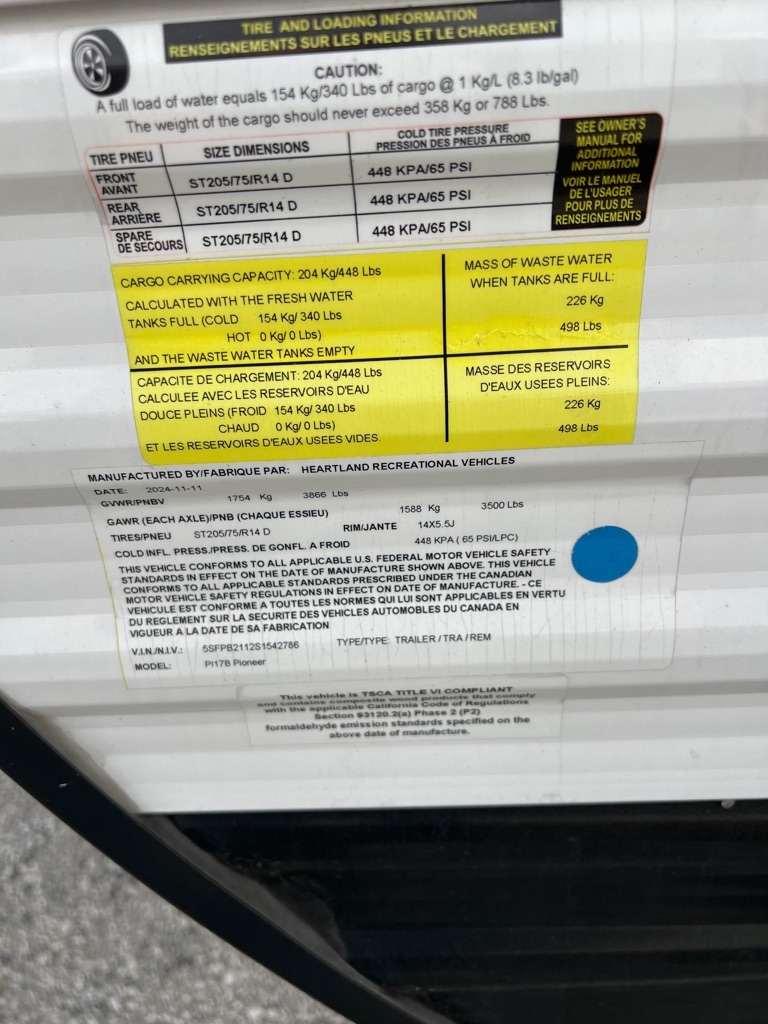 TIRE AND LOADING INFORMATION
RENSEIGNEMENTS SUR LES PNEUS ET LE CHARGEMENT
CAUTION:
A full load of water equals 154 Kg/340 Lbs of cargo @ 1 Kg/L (8.3 lb/gal)
The weight of the cargo should never exceed 358 Kg or 788 Lbs.
TIRE PNEU SIZE DIMENSIONS COLD TIRE PRESSURE
PRESSION DES PNEUS À FROID
FRONT
AVANT ST205/75/R14 D 448 KPA/65 PSI
REAR
ARRIÈRE ST205/75/R14 D 448 KPA/65 PSI
SPARE
DE SECOURS ST205/75/R14 D 448 KPA/65 PSI
SEE OWNER'S
MANUAL FOR
ADDITIONAL
INFORMATION
VOIR LE MANUEL
DE L'USAGER
POUR PLUS DE
RENSEIGNEMENTS
CARGO CARRYING CAPACITY: 204 Kg/448 Lbs
CALCULATED WITH THE FRESH WATER
TANKS FULL (COLD 154 Kg/ 340 Lbs
HOT 0 Kg/ 0 Lbs)
AND THE WASTE WATER TANKS EMPTY
MASS OF WASTE WATER
WHEN TANKS ARE FULL:
226 Kg
498 Lbs
CAPACITE DE CHARGEMENT: 204 Kg/448 Lbs
CALCULEE AVEC LES RESERVOIRS D'EAU
DOUCE PLEINS (FROID 154 Kg/ 340 Lbs
CHAUD 0 Kg/ 0 Lbs)
ET LES RESERVOIRS D'EAUX USEES VIDES.
MASSE DES RESERVOIRS
D'EAUX USEES PLEINS:
226 Kg
498 Lbs
MANUFACTURED BY/FABRIQUE PAR: HEARTLAND RECREATIONAL VEHICLES
DATE: 2024-11-11
GVWR/PNBV 1754 Kg 3866 Lbs
GAWR (EACH AXLE)/PNB (CHAQUE ESSIEU) 1588 Kg 3500 Lbs
TIRES/PNEU ST205/75/R14 D RIM/JANTE 14X5.5J
COLD INFL. PRESS./PRESS. DE GONFL. A FROID 448 KPA ( 65 PSI/LPC)
THIS VEHICLE CONFORMS TO ALL APPLICABLE U.S. FEDERAL MOTOR VEHICLE SAFETY
STANDARDS IN EFFECT ON THE DATE OF MANUFACTURE SHOWN ABOVE. THIS VEHICLE
CONFORMS TO ALL APPLICABLE STANDARDS PRESCRIBED UNDER THE CANADIAN
MOTOR VEHICLE SAFETY REGULATIONS IN EFFECT ON DATE OF MANUFACTURE. - CE
VEHICULE EST CONFORME A TOUTES LES NORMES QUI LUI SONT APPLICABLES EN VERTU
DU REGLEMENT SUR LA SECURITE DES VEHICULES AUTOMOBILES DU CANADA EN
VIGUEUR A LA DATE DE SA FABRICATION
V.I.N./N.I.V.: 5SFPB2112S1542786 TYPE/TYPE: TRAILER / TRA / REM
MODEL: PI17B Pioneer
This vehicle is TSCA TITLE VI COMPLIANT
and contains composite wood products that comply
with the applicable California Code of Regulations
Section 93120.2(a) Phase 2 (P2)
formaldehyde emission standards specified on the
above date of manufacture.